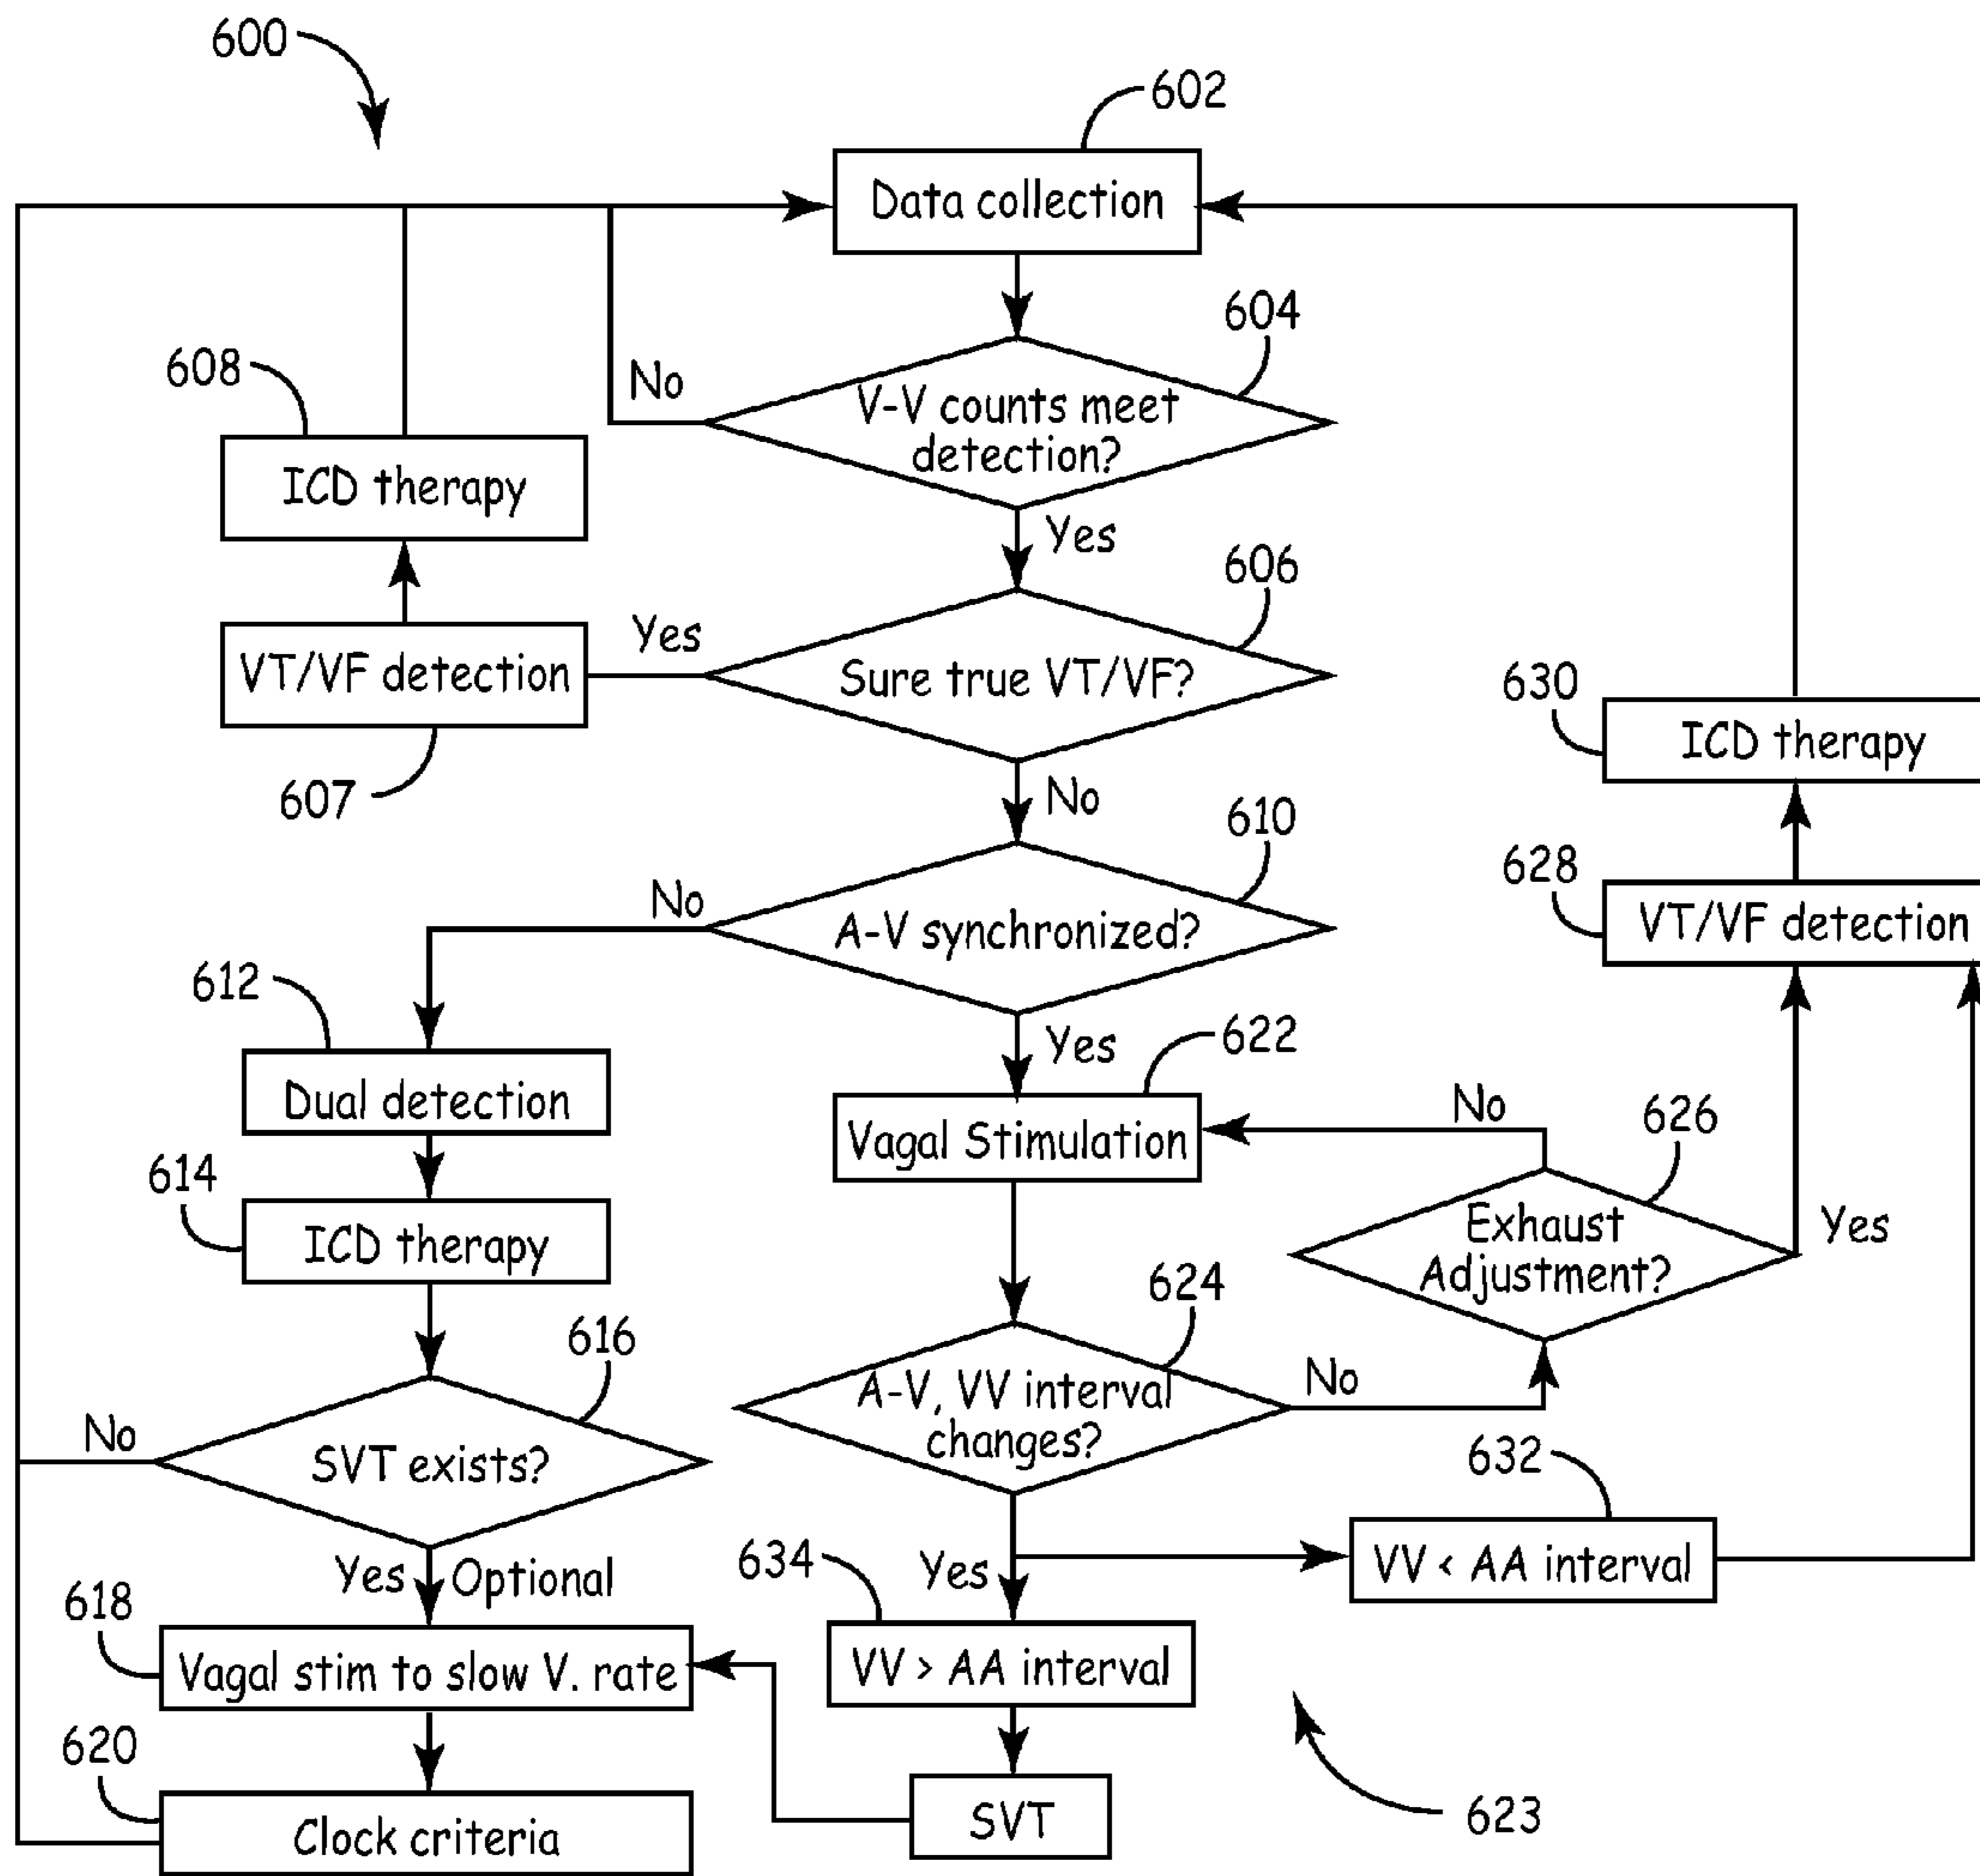 600
602
Data collection
604
608
No
V-V counts meet
detection?
ICD therapy
Yes
606
Yes
VT/VF detection
Sure true VT/VF?
630
ICD therapy
607
No
610
628
No
VT/VF detection
A-V synchronized?
612
622
Yes
Dual detection
No
626
Vagal Stimulation
614
Exhaust
Adjustment?
Yes
ICD therapy
624
616
No
A-V, VV interval
changes?
No
632
SVT exists?
634
Yes
VV < AA interval
Yes
Optional
618
Vagal stim to slow V. rate
VV > AA interval
620
SVT
623
Clock criteria